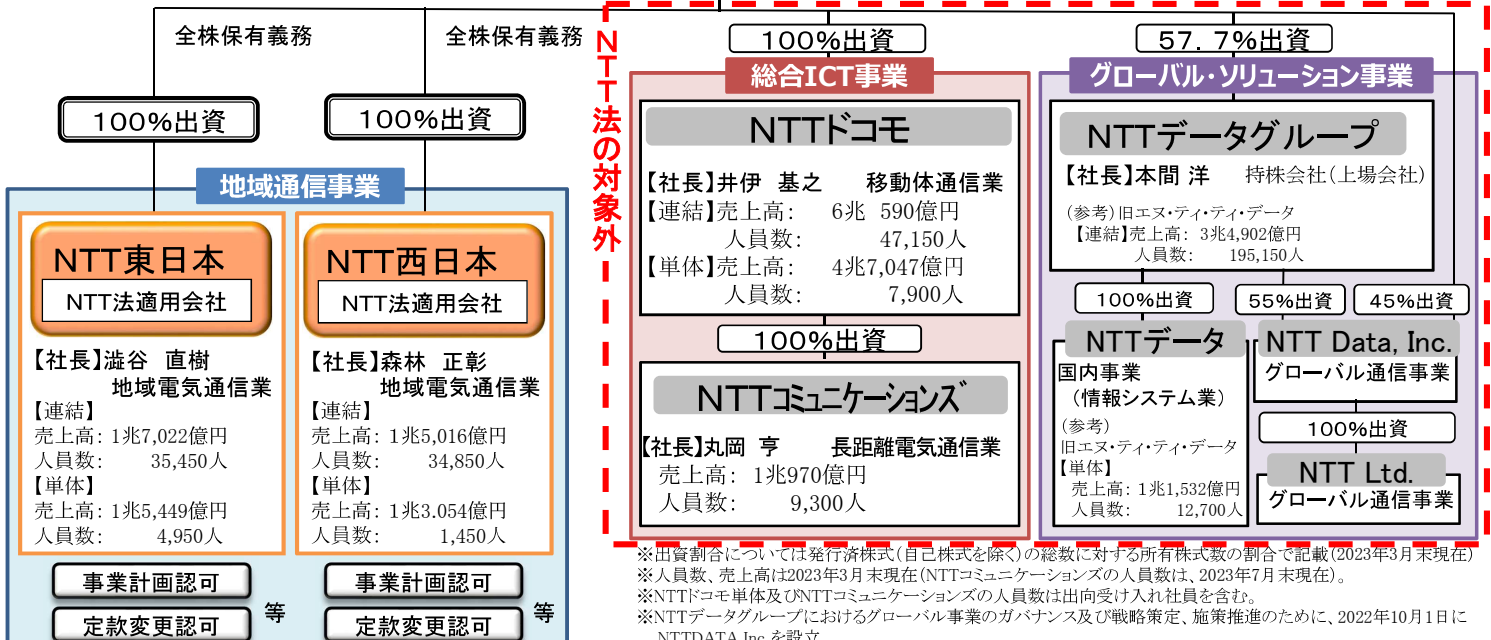 全株保有義務
全株保有義務
100%出資
100%出資
地域通信事業
NTT東日本
NTT法適用会社
【社長】澁谷 直樹
地域電気通信業
【連結】
売上高: 1兆7,022億円
人員数: 35,450人
【単体】
売上高: 1兆5,449億円
人員数: 4,950人
事業計画認可
定款変更認可
等
NTT西日本
NTT法適用会社
【社長】森林 正彰
地域電気通信業
【連結】
売上高: 1兆5,016億円
人員数: 34,850人
【単体】
売上高: 1兆3.054億円
人員数: 1,450人
事業計画認可
定款変更認可
等
NTT法の対象外
100%出資
総合ICT事業
NTTドコモ
【社長】井伊 基之 移動体通信業
【連結】売上高: 6兆 590億円
人員数: 47,150人
【単体】売上高: 4兆7,047億円
人員数: 7,900人
100%出資
NTTコミュニケーションズ
【社長】丸岡 亨 長距離電気通信業
売上高: 1兆970億円
人員数: 9,300人
57.7%出資
グローバル・ソリューション事業
NTTデータグループ
【社長】本間 洋 持株会社(上場会社)
(参考)旧エヌ・ティ・ティ・データ
【連結】売上高: 3兆4,902億円
人員数: 195,150人
100%出資
55%出資
45%出資
NTTデータ
国内事業
(情報システム業)
(参考)
旧エヌ・ティ・ティ・データ
【単体】
売上高: 1兆1,532億円
人員数: 12,700人
NTT Data, Inc.
グローバル通信事業
100%出資
NTT Ltd.
グローバル通信事業
※出資割合については発行済株式(自己株式を除く)の総数に対する所有株式数の割合で記載(2023年3月末現在)
※人員数、売上高は2023年3月末現在(NTTコミュニケーションズの人員数は、2023年7月末現在)。
※NTTドコモ単体及びNTTコミュニケーションズの人員数は出向受け入れ社員を含む。
※NTTデータグループにおけるグローバル事業のガバナンス及び戦略策定、施策推進のために、2022年10月1日に
NTTDATA,Inc.を設立